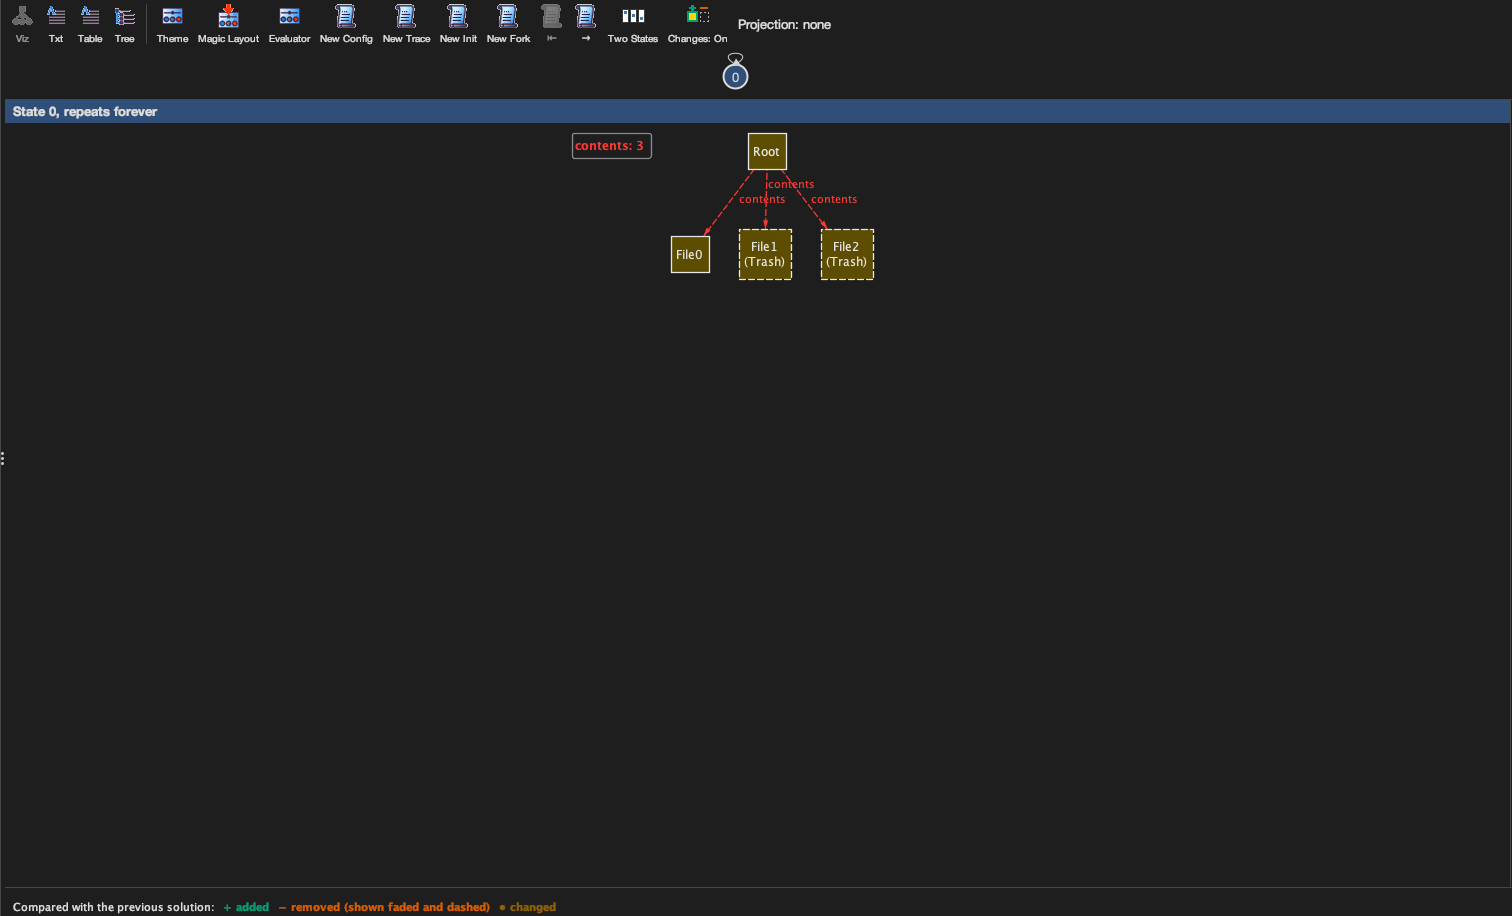 Viz Txt Table Tree Theme Magic Layout Evaluator New Config New Trace New Init New Fork ⇤ → Two States Changes: On Projection: none
0
State 0, repeats forever
contents: 3
Root
contents
contents contents
File0
File1
(Trash)
File2
(Trash)
Compared with the previous solution: + added − removed (shown faded and dashed) • changed